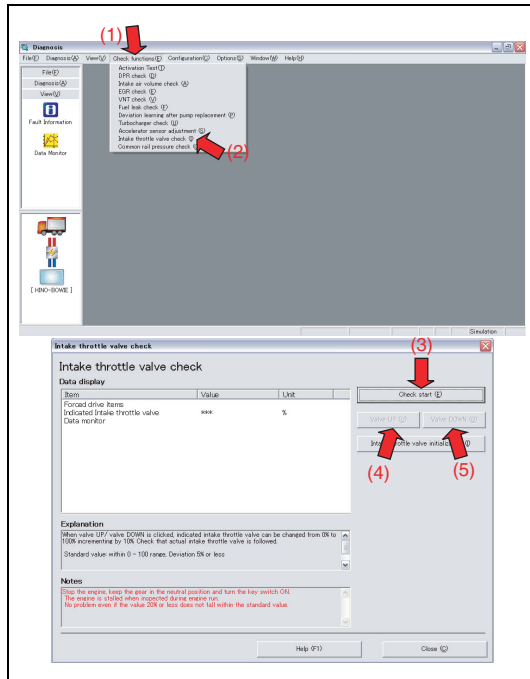 (1)
Diagnosis
File(F) Diagnosis(A) View(V) Check functions(E) Configuration(C) Options(S) Window(W) Help(H)
File(F)
Diagnosis(A)
View(V)
Fault Information
Data Monitor
Activation Test(T)
DPR check (D)
Intake air volume check (A)
EGR check (E)
VNT check (V)
Fuel leak check (F)
Deviation learning after pump replacement (P)
Turbocharger check (U)
Accelerator sensor adjustment (S)
Intake throttle valve check
Common rail pressure check
(2)
[ HINO-BOWIE ]
Simulation
Intake throttle valve check
(3)
Intake throttle valve check
Data display
Item Value Unit
Forced drive items
Indicated Intake throttle valve *** %
Data monitor
Check start (E)
Valve UP (U) Valve DOWN (D)
(4) (5)
Explanation
When valve UP/ valve DOWN is clicked, indicated intake throttle valve can be changed from 0% to
100% incrementing by 10% Check that actual intake throttle valve is followed.
Standard value: within 0 - 100 range. Deviation 5% or less
Notes
Stop the engine, keep the gear in the neutral position and turn the key switch ON.
The engine is stalled when inspected during engine run.
No problem even if the value 20% or less does not fall within the standard value.
Help (F1) Close (C)